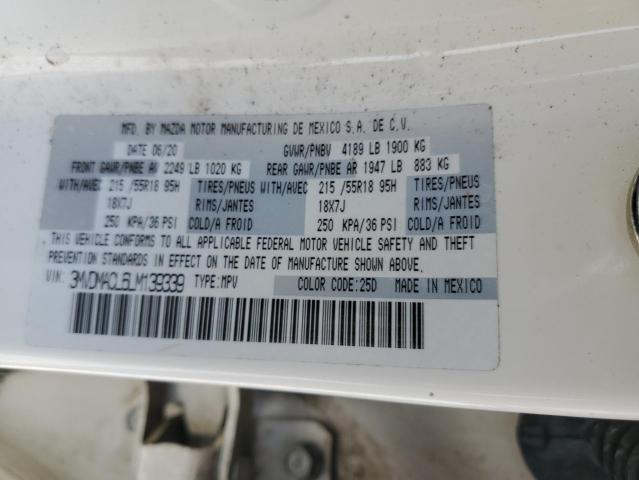 MFD. BY MAZDA MOTOR MANUFACTURING DE MEXICO S.A. DE C.V.
DATE 06/20 GVWR/PNBV 4189 LB 1900 KG
FRONT GAWR/PNBE AV 2249 LB 1020 KG REAR GAWR/PNBE AR 1947 LB 883 KG
WITH/AVEC 215 /55R18 95H TIRES/PNEUS WITH/AVEC 215 /55R18 95H TIRES/PNEUS
18X7J RIMS/JANTES 18X7J RIMS/JANTES
250 KPA/36 PSI COLD/A FROID 250 KPA/36 PSI COLD/A FROID
THIS VEHICLE CONFORMS TO ALL APPLICABLE FEDERAL MOTOR VEHICLE SAFETY AND THEFT
PREVENTION STANDARDS IN EFFECT ON THE DATE OF MANUFACTURE SHOWN ABOVE.
VIN: 3MVDMACL6LM139339 TYPE:MPV COLOR CODE:25D MADE IN MEXICO